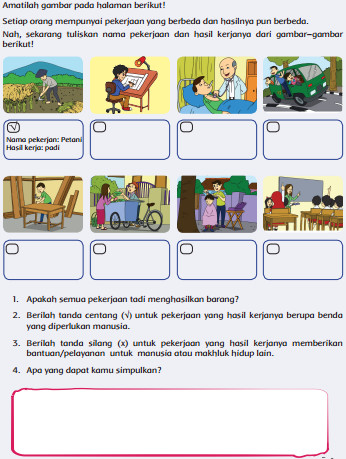 Amatilah gambar pada halaman berikut!
Setiap orang mempunyai pekerjaan yang berbeda dan hasilnya pun berbeda.
Nah, sekarang tuliskan nama pekerjaan dan hasil kerjanya dari gambar–gambar
berikut!
√
Nama pekerjan: Petani
Hasil kerja: padi
1. Apakah semua pekerjaan tadi menghasilkan barang?
2. Berilah tanda centang (√) untuk pekerjaan yang hasil kerjanya berupa benda
yang diperlukan manusia.
3. Berilah tanda silang (x) untuk pekerjaan yang hasil kerjanya memberikan
bantuan/pelayanan untuk manusia atau makhluk hidup lain.
4. Apa yang dapat kamu simpulkan?